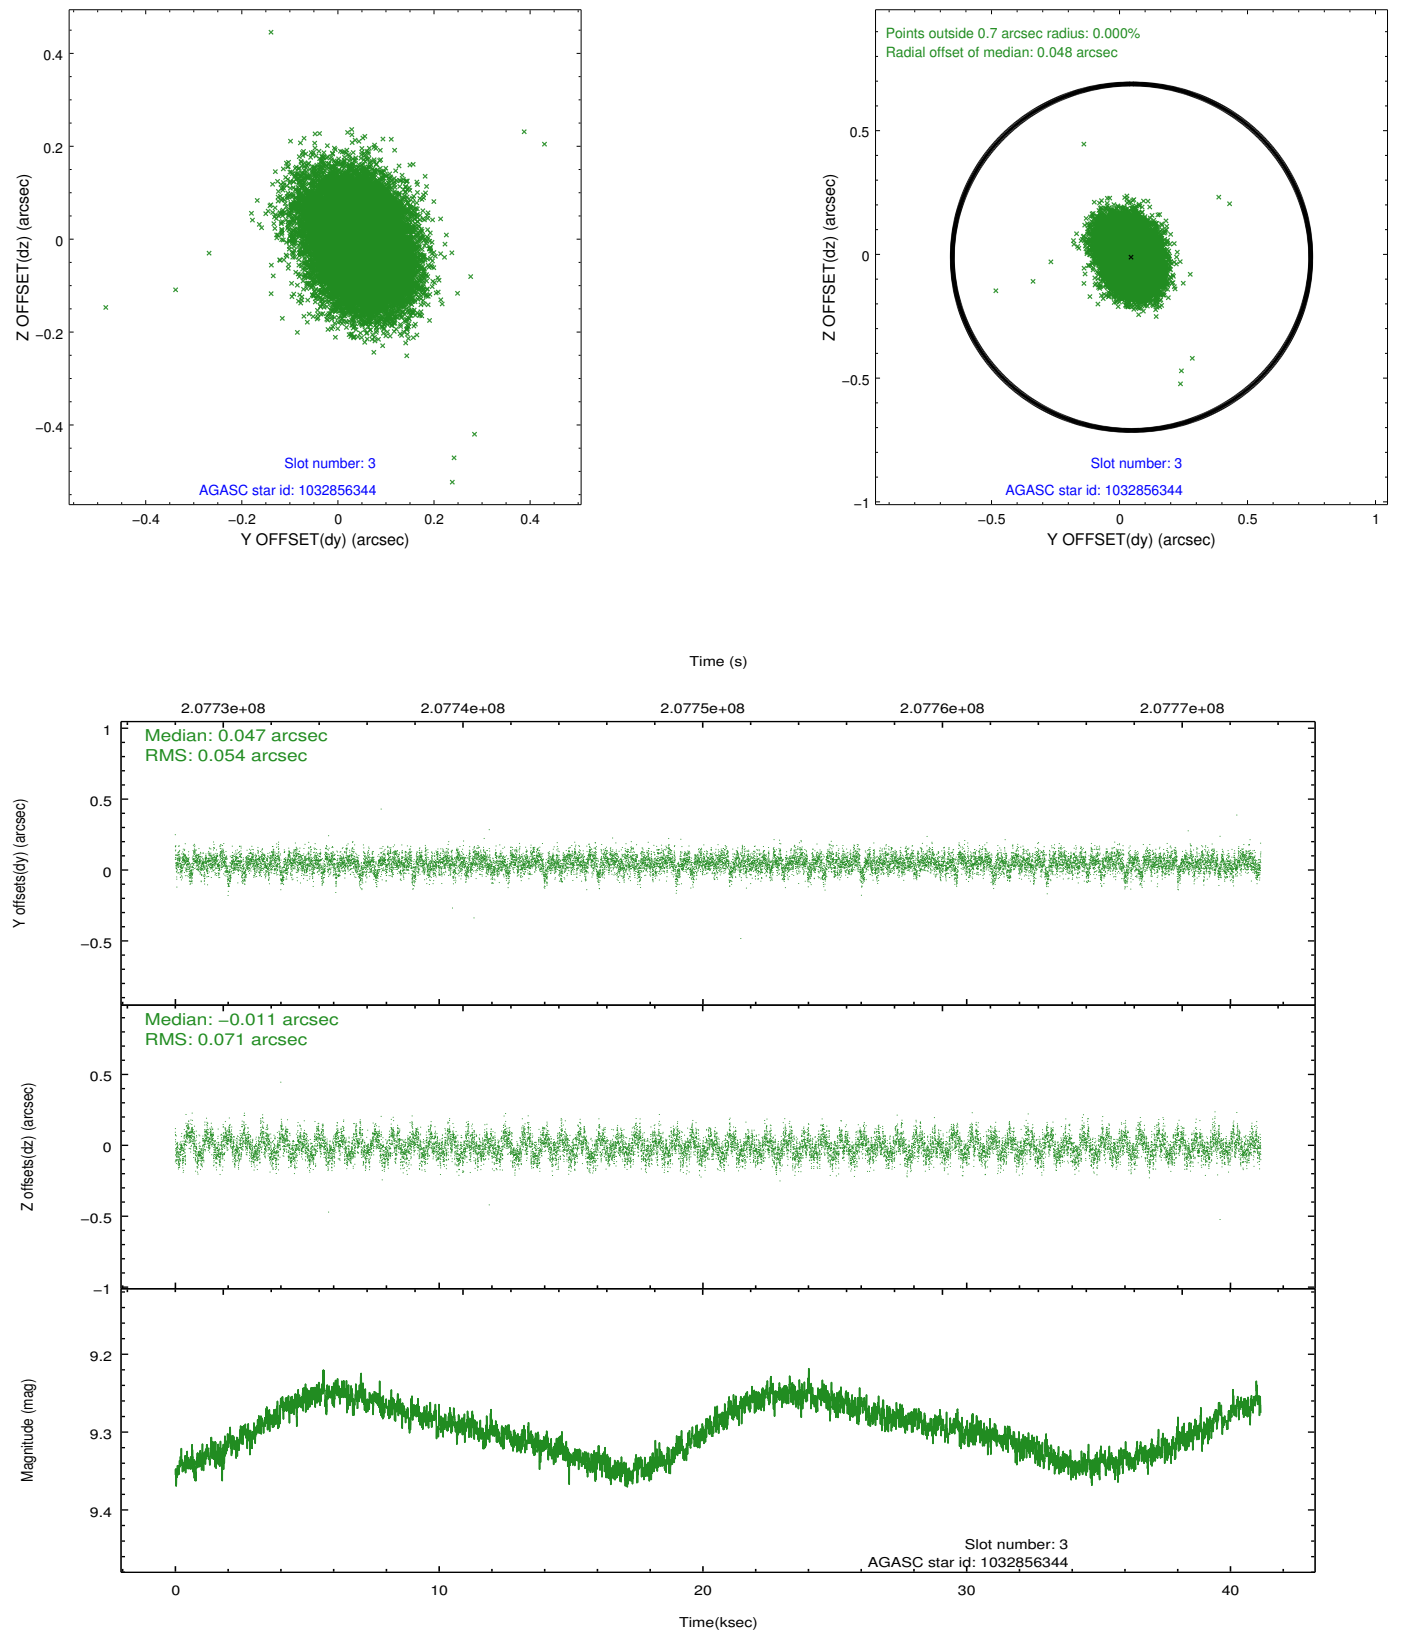 0.4
0.2
0
−0.2
−0.4
Z OFFSET(dz) (arcsec)
Slot number: 3
AGASC star id: 1032856344
−0.4 −0.2 0 0.2 0.4
Y OFFSET(dy) (arcsec)
Points outside 0.7 arcsec radius: 0.000%
Radial offset of median: 0.048 arcsec
0.5
0
−0.5
−1
Z OFFSET(dz) (arcsec)
Slot number: 3
AGASC star id: 1032856344
−0.5 0 0.5 1
Y OFFSET(dy) (arcsec)
Time (s)
2.0773e+08 2.0774e+08 2.0775e+08 2.0776e+08 2.0777e+08
Median: 0.047 arcsec
RMS: 0.054 arcsec
1
0.5
0
−0.5
Y offsets(dy) (arcsec)
Median: −0.011 arcsec
RMS: 0.071 arcsec
0.5
0
−0.5
−1
Z offsets(dz) (arcsec)
9.2
9.3
9.4
Magnitude (mag)
Slot number: 3
AGASC star id: 1032856344
0 10 20 30 40
Time(ksec)